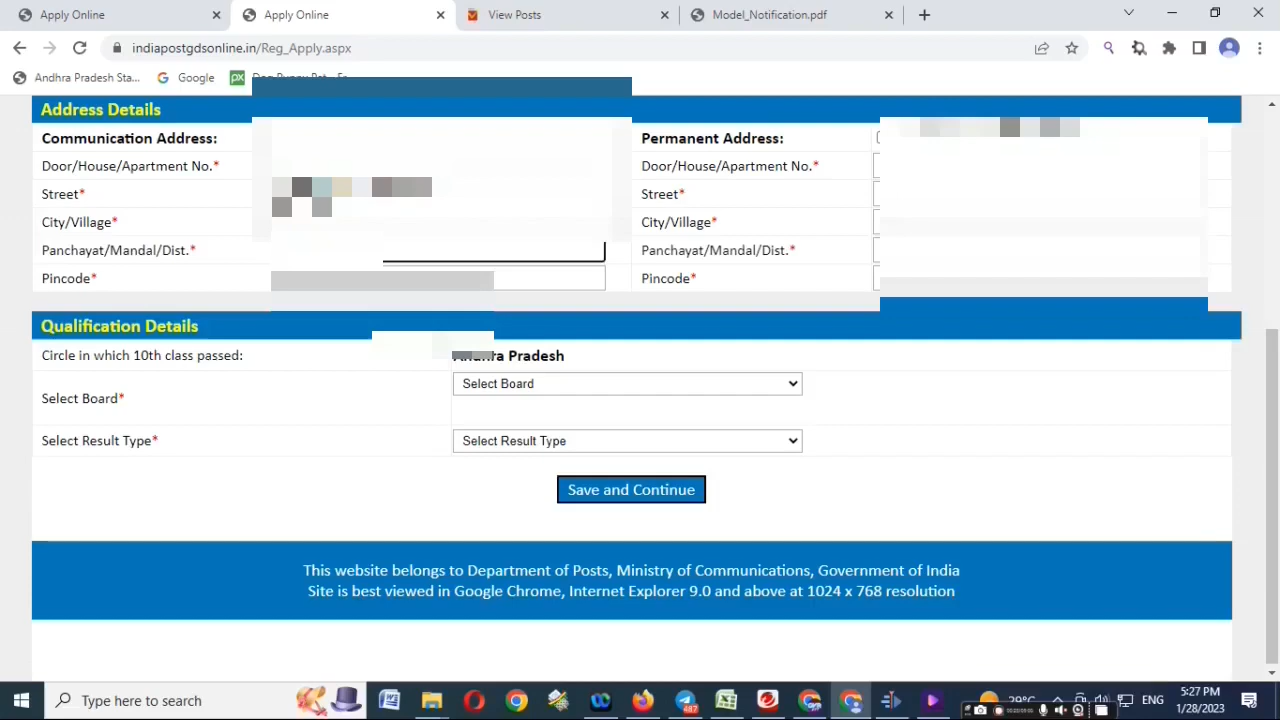 Apply Online
Apply Online
View Posts
Model_Notification.pdf
indiapostgdsonline.in/Reg_Apply.aspx
Andhra Pradesh Sta...
Google
Address Details
Communication Address:
Permanent Address:
Door/House/Apartment No.*
Door/House/Apartment No.*
Street*
Street*
City/Village*
City/Village*
Panchayat/Mandal/Dist.*
Panchayat/Mandal/Dist.*
Pincode*
Pincode*
Qualification Details
Circle in which 10th class passed:
Andhra Pradesh
Select Board*
Select Board
Select Result Type*
Select Result Type
Save and Continue
This website belongs to Department of Posts, Ministry of Communications, Government of India
Site is best viewed in Google Chrome, Internet Explorer 9.0 and above at 1024 x 768 resolution
Type here to search
487
ENG
5:27 PM
1/28/2023